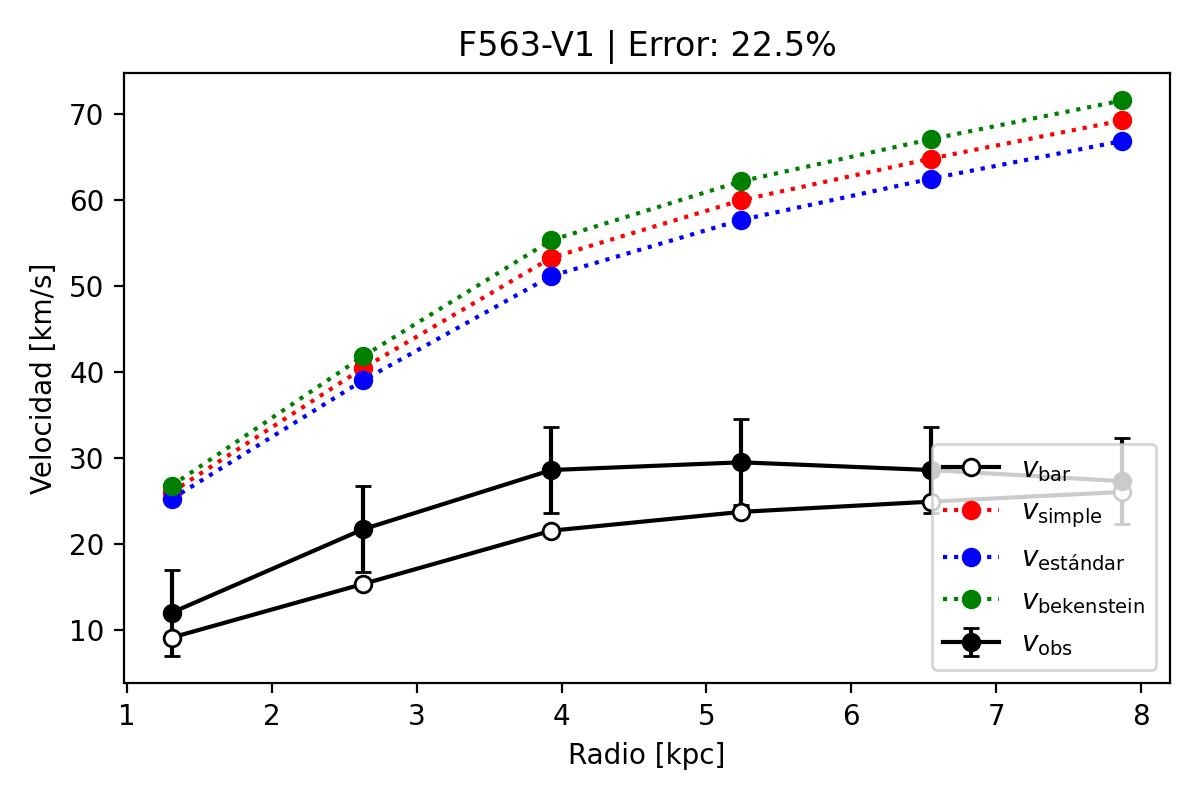 F563-V1 | Error: 22.5%
Velocidad [km/s]
70
60
50
40
30
20
10
v_bar
v_simple
v_estándar
v_bekenstein
v_obs
1 2 3 4 5 6 7 8
Radio [kpc]